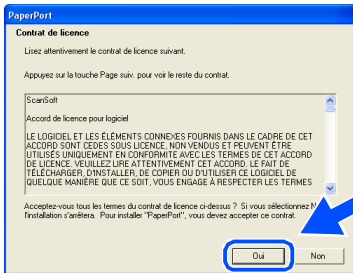 PaperPort
Contrat de licence
Lisez attentivement le contrat de licence suivant.
Appuyez sur la touche Page suiv. pour voir le reste du contrat.
ScanSoft
Accord de licence pour logiciel
LE LOGICIEL ET LES ÉLÉMENTS CONNEXES FOURNIS DANS LE CADRE DE CET
ACCORD SONT CEDES SOUS LICENCE, NON VENDUS ET PEUVENT ÊTRE
UTILISÉS UNIQUEMENT EN CONFORMITE AVEC LES TERMES DE CET ACCORD
DE LICENCE. VEUILLEZ LIRE ATTENTIVEMENT CET ACCORD. LE FAIT DE
TÉLÉCHARGER, D'INSTALLER, DE COPIER OU D'UTILISER CE LOGICIEL DE
QUELQUE MANIÈRE QUE CE SOIT, VOUS ENGAGE À RESPECTER LES TERMES
Acceptez-vous tous les termes du contrat de licence ci-dessus ? Si vous sélectionnez N
l'installation s'arrêtera. Pour installer "PaperPort", vous devez accepter ce contrat.
Oui Non